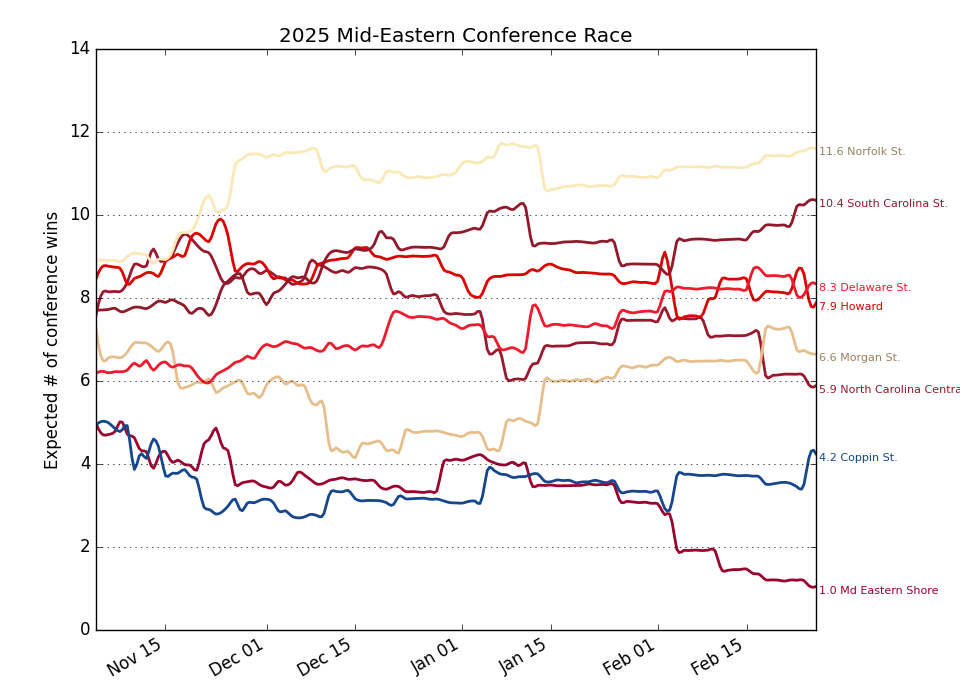 2025 Mid-Eastern Conference Race
14
12
10
8
6
4
2
0
Expected # of conference wins
Nov 15
Dec 01
Dec 15
Jan 01
Jan 15
Feb 01
Feb 15
11.6 Norfolk St.
10.4 South Carolina St.
8.3 Delaware St.
7.9 Howard
6.6 Morgan St.
5.9 North Carolina Centra
4.2 Coppin St.
1.0 Md Eastern Shore